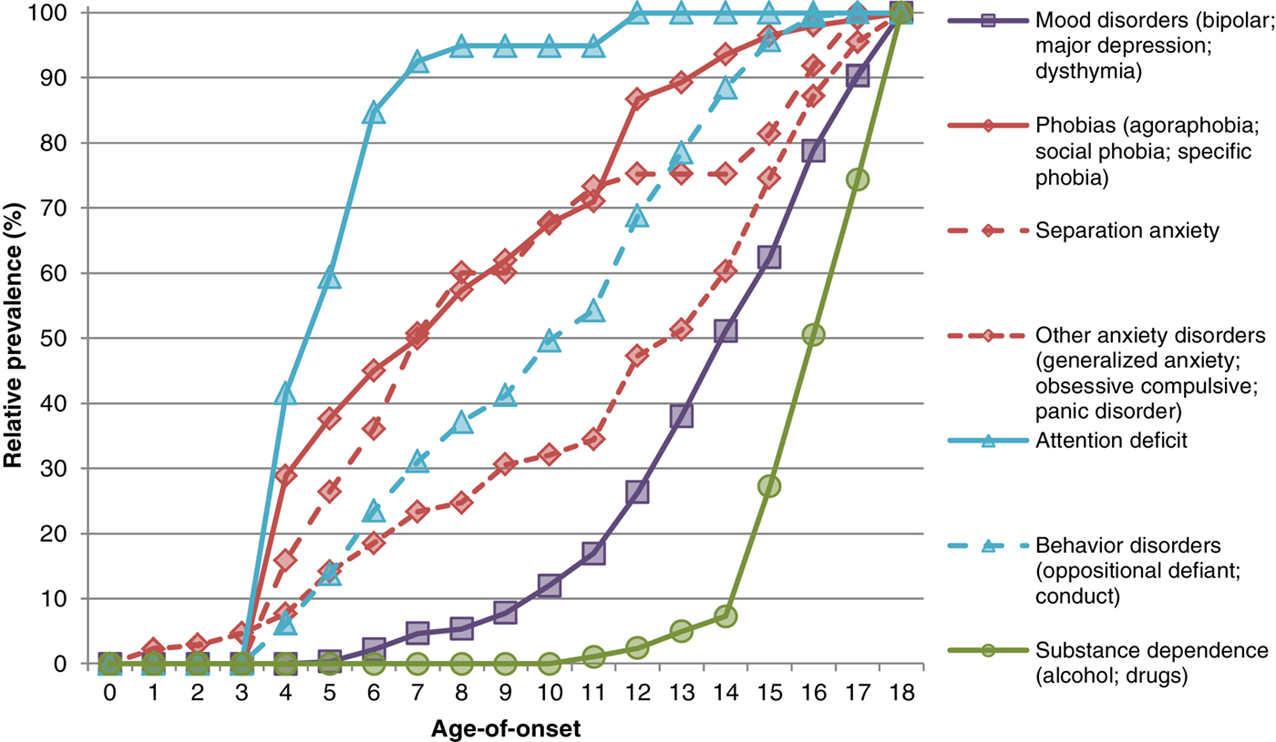 100
90
80
70
60
50
40
30
20
10
0
Relative prevalence (%)
0 1 2 3 4 5 6 7 8 9 10 11 12 13 14 15 16 17 18
Age-of-onset
Mood disorders (bipolar;
major depression;
dysthymia)
Phobias (agoraphobia;
social phobia; specific
phobia)
Separation anxiety
Other anxiety disorders
(generalized anxiety;
obsessive compulsive;
panic disorder)
Attention deficit
Behavior disorders
(oppositional defiant;
conduct)
Substance dependence
(alcohol; drugs)